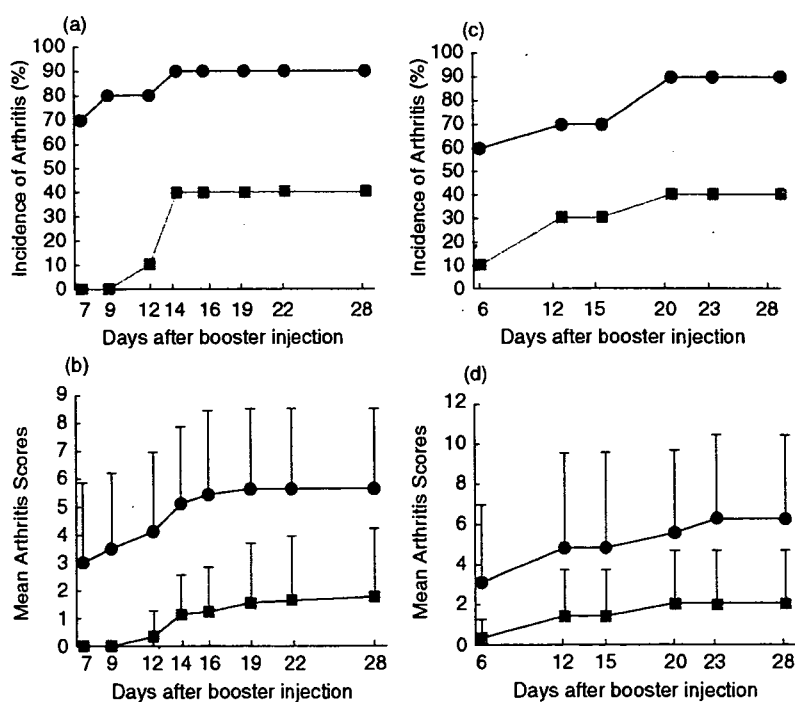 (a)
Incidence of Arthritis (%)
100
90
80
70
60
50
40
30
20
10
0
7 9 12 14 16 19 22 28
Days after booster injection
(c)
Incidence of Arthritis (%)
100
90
80
70
60
50
40
30
20
10
0
6 12 15 20 23 28
Days after booster injection
(b)
Mean Arthritis Scores
9
8
7
6
5
4
3
2
1
0
7 9 12 14 16 19 22 28
Days after booster injection
(d)
Mean Arthritis Scores
12
10
8
6
4
2
0
6 12 15 20 23 28
Days after booster injection